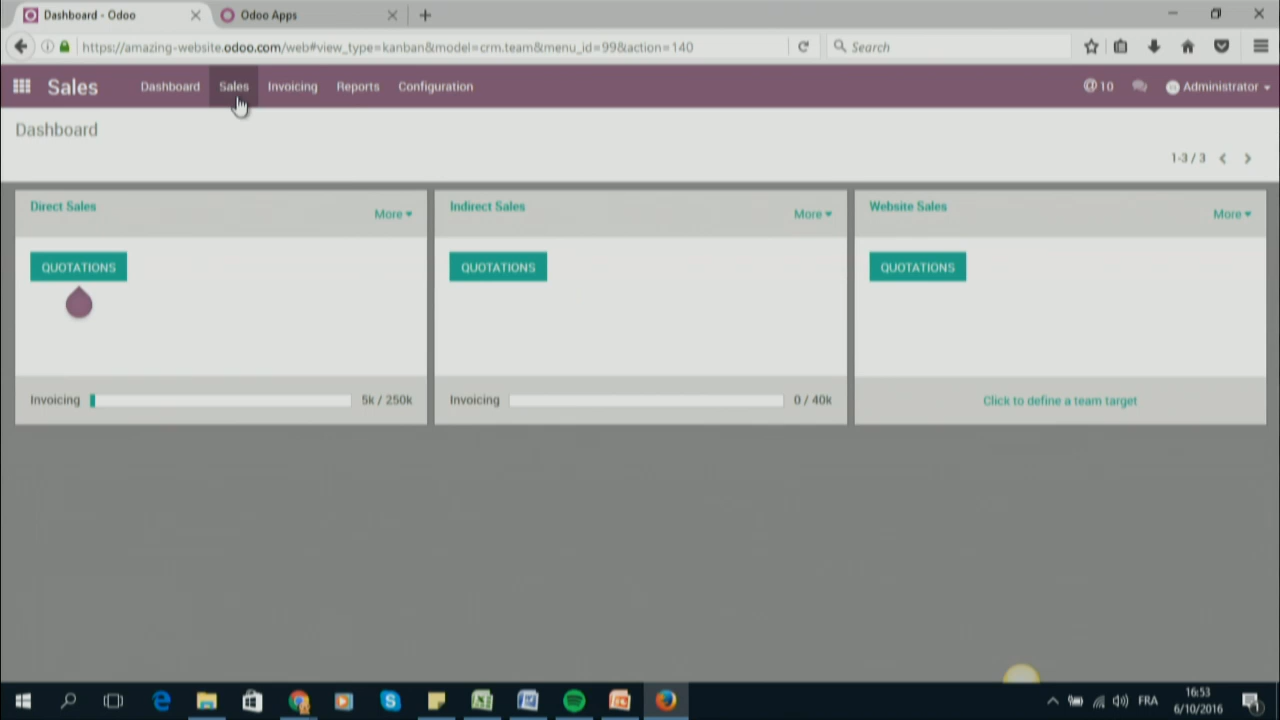 Dashboard - Odoo
Odoo Apps
https://amazing-website.odoo.com/web#view_type=kanban&model=crm.team&menu_id=99&action=140
Search
Sales
Dashboard
Sales
Invoicing
Reports
Configuration
@10
Administrator
Dashboard
1-3 / 3
Direct Sales
More
Indirect Sales
More
Website Sales
More
QUOTATIONS
QUOTATIONS
QUOTATIONS
Invoicing
5k / 250k
Invoicing
0 / 40k
Click to define a team target
FRA
16:53
6/10/2016